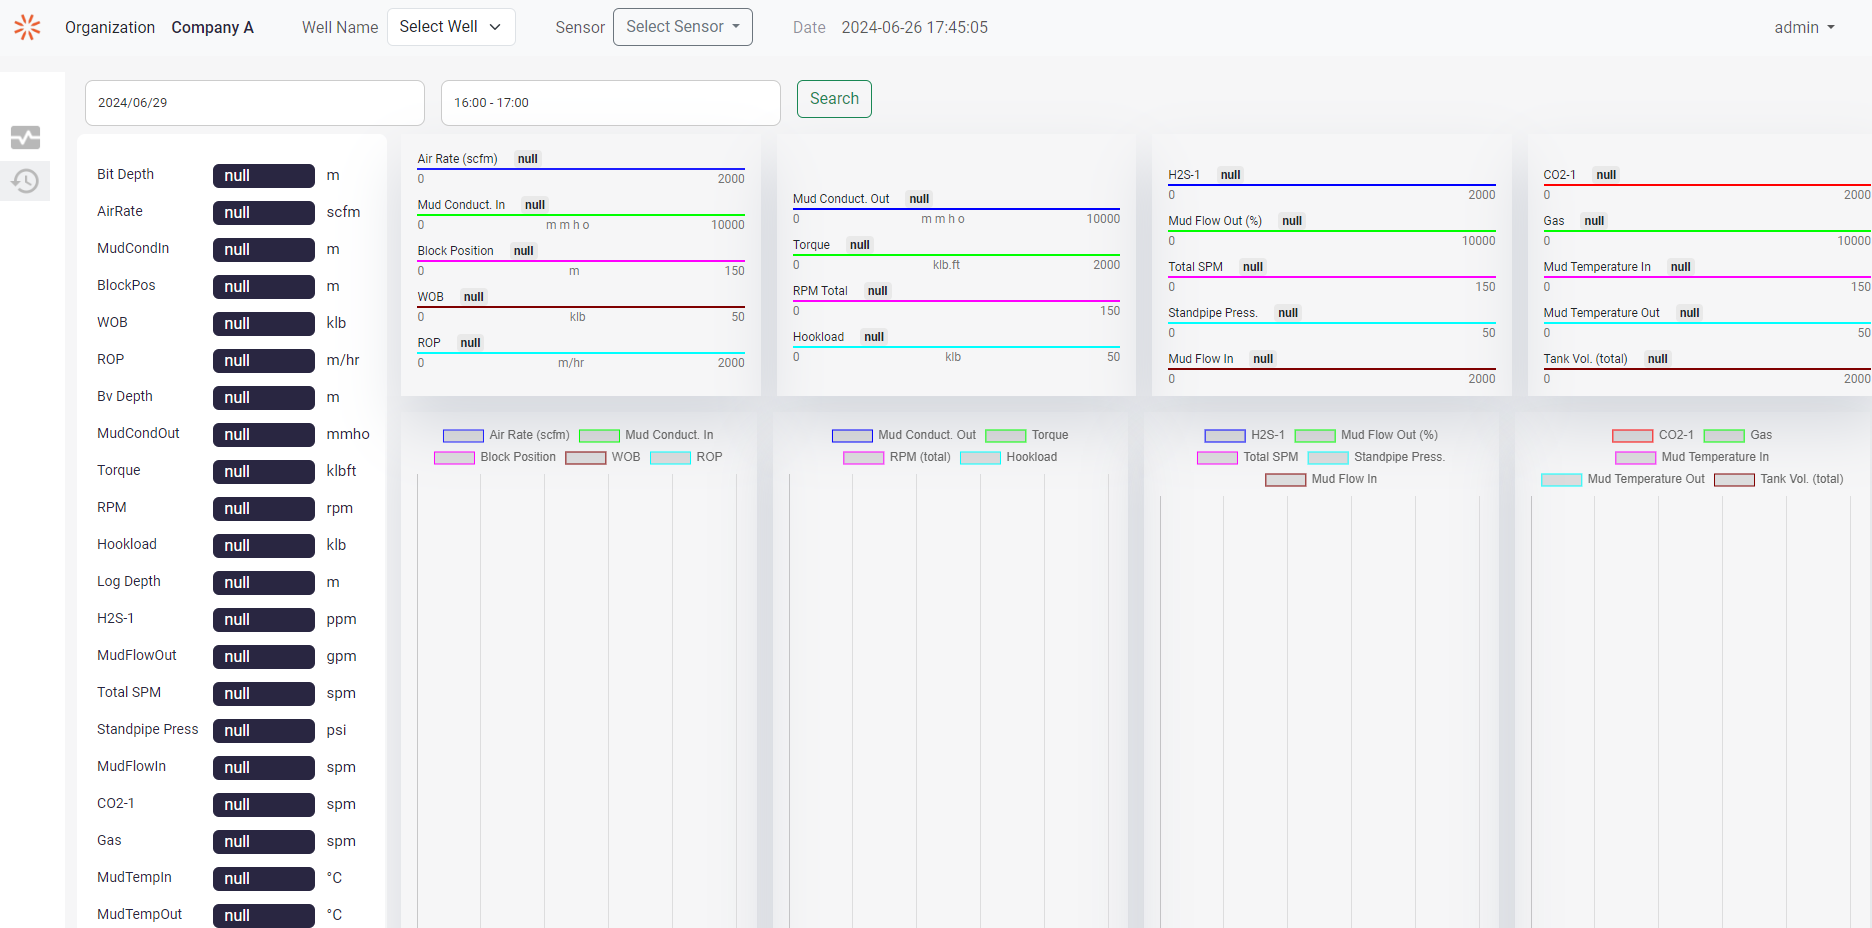 Organization Company A Well Name Select Well Sensor Select Sensor Date 2024-06-26 17:45:05 admin
2024/06/29 16:00 - 17:00 Search
Bit Depth null m
AirRate null scfm
MudCondIn null m
BlockPos null m
WOB null klb
ROP null m/hr
Bv Depth null m
MudCondOut null mmho
Torque null klbft
RPM null rpm
Hookload null klb
Log Depth null m
H2S-1 null ppm
MudFlowOut null gpm
Total SPM null spm
Standpipe Press null psi
MudFlowIn null spm
CO2-1 null spm
Gas null spm
MudTempIn null °C
MudTempOut null °C
Air Rate (scfm) null
0 2000
Mud Conduct. In null
0 m m h o 10000
Block Position null
0 m 150
WOB null
0 klb 50
ROP null
0 m/hr 2000
Mud Conduct. Out null
0 m m h o 10000
Torque null
0 klb.ft 2000
RPM Total null
0 150
Hookload null
0 klb 50
H2S-1 null
0 2000
Mud Flow Out (%) null
0 10000
Total SPM null
0 150
Standpipe Press. null
0 50
Mud Flow In null
0 2000
CO2-1 null
0 2000
Gas null
0 10000
Mud Temperature In null
0 150
Mud Temperature Out null
0 50
Tank Vol. (total) null
0 2000
Air Rate (scfm) Mud Conduct. In
Block Position WOB ROP
Mud Conduct. Out Torque
RPM (total) Hookload
H2S-1 Mud Flow Out (%)
Total SPM Standpipe Press.
Mud Flow In
CO2-1 Gas
Mud Temperature In
Mud Temperature Out Tank Vol. (total)